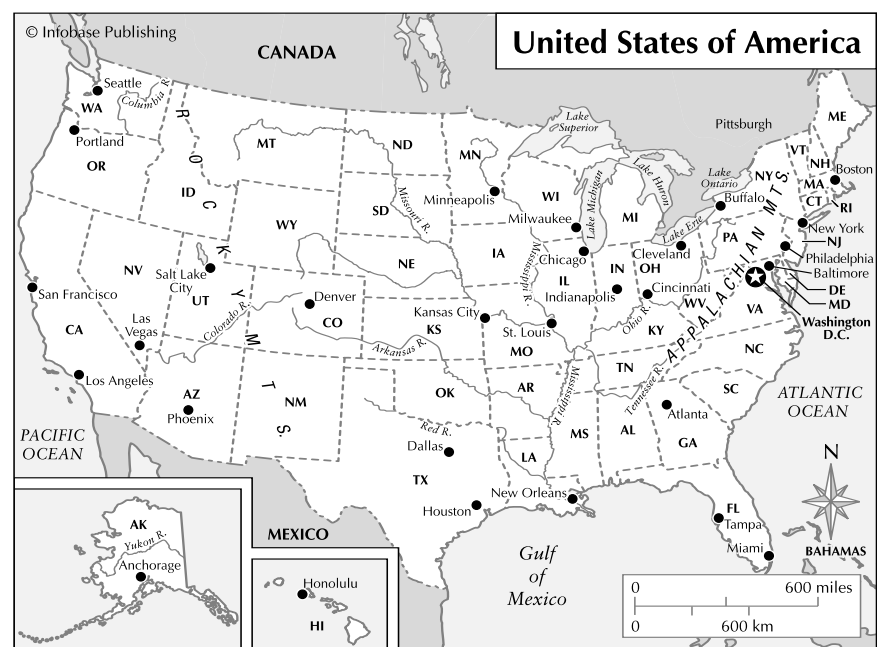 © Infobase Publishing
United States of America
CANADA
Seattle
Columbia R.
WA
Portland
OR
ROCKY MTS.
MT
ND
MN
Lake
Superior
Pittsburgh
ME
VT
NH
Boston
MA
CT
RI
NY
Lake
Ontario
Buffalo
Lake Huron
Lake Michigan
MI
WI
Minneapolis
Milwaukee
ID
WY
SD
Missouri R.
Lake Erie
Cleveland
PA
APPALACHIAN MTS.
New York
NJ
Philadelphia
Baltimore
DE
MD
Washington
D.C.
NV
Salt Lake
City
UT
NE
IA
Mississippi R.
Chicago
IL
IN
OH
Indianapolis
Cincinnati
WV
VA
San Francisco
CA
Las
Vegas
Colorado R.
Denver
CO
KS
Kansas City
St. Louis
MO
Ohio R.
KY
Arkansas R.
Los Angeles
AZ
Phoenix
NM
OK
AR
TN
Tennessee R.
NC
SC
Mississippi R.
MS
AL
Atlanta
GA
ATLANTIC
OCEAN
PACIFIC
OCEAN
Red R.
Dallas
TX
LA
New Orleans
Houston
FL
Tampa
Miami
N
BAHAMAS
MEXICO
Gulf
of
Mexico
AK
Yukon R.
Anchorage
Honolulu
HI
0 600 miles
0 600 km